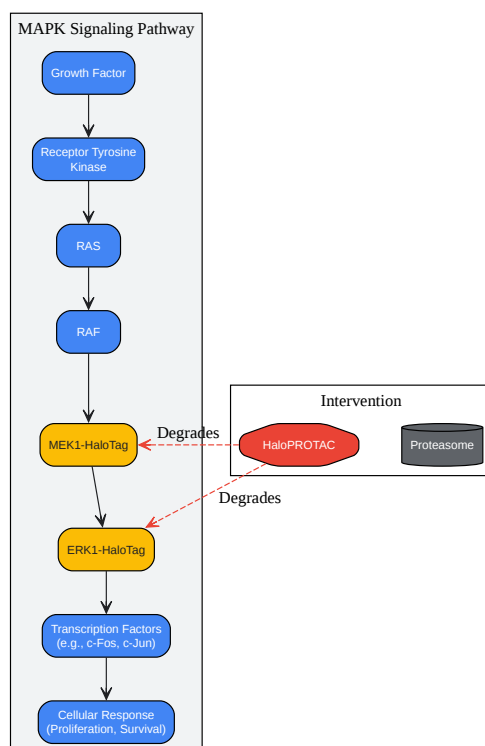 MAPK Signaling Pathway
Growth Factor
Receptor Tyrosine
Kinase
RAS
RAF
MEK1-HaloTag
ERK1-HaloTag
Transcription Factors
(e.g., c-Fos, c-Jun)
Cellular Response
(Proliferation, Survival)
Intervention
HaloPROTAC
Proteasome
Degrades
Degrades